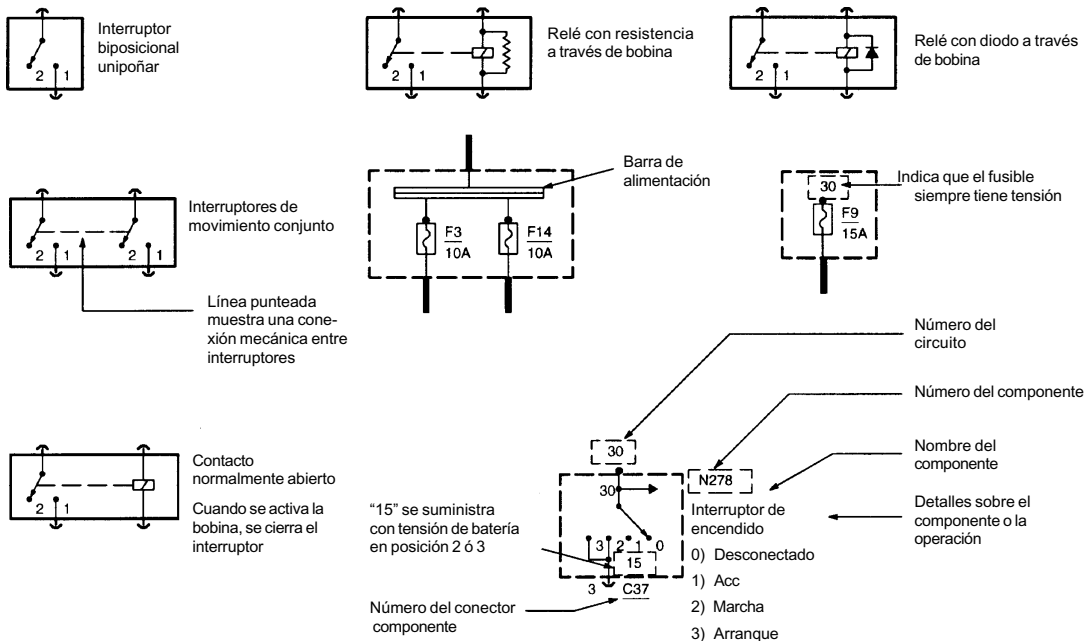 Interruptor
biposicional
unipoñar
2 1
Relé con resistencia
a través de bobina
2 1
Relé con diodo a través
de bobina
2 1
Interruptores de
movimiento conjunto
2 1 2 1
Línea punteada
muestra una cone-
xión mecánica entre
interruptores
Barra de
alimentación
F3
10A
F14
10A
Indica que el fusible
siempre tiene tensión
30
F9
15A
Contacto
normalmente abierto
Cuando se activa la
bobina, se cierra el
interruptor
2 1
Número del
circuito
Número del componente
Nombre del
componente
Detalles sobre el
componente o la
operación
30
N278
30
"15" se suministra
con tensión de batería
en posición 2 ó 3
3 2 1 0
15
3 C37
Número del conector
componente
Interruptor de
encendido
0) Desconectado
1) Acc
2) Marcha
3) Arranque